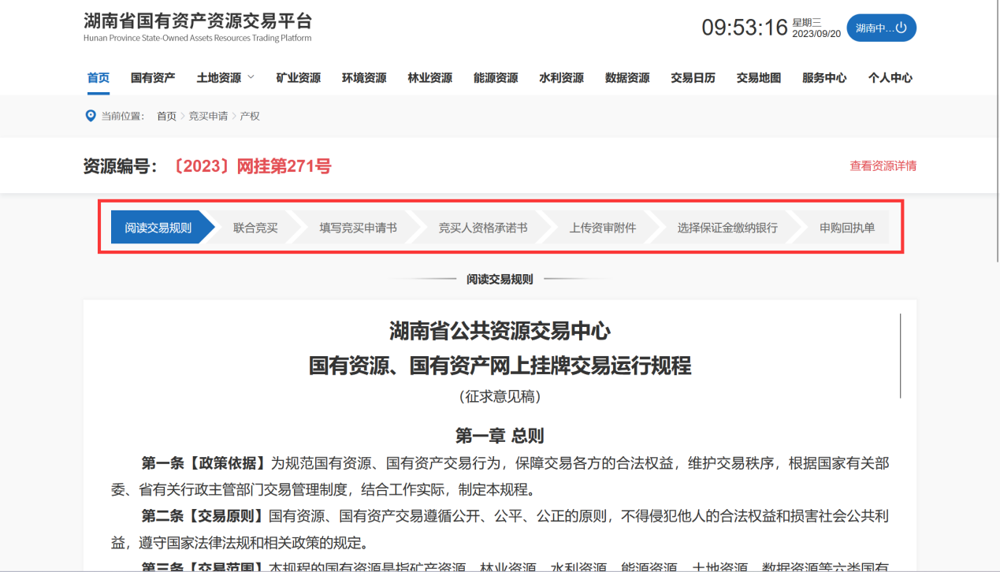 湖南省国有资产资源交易平台
Hunan Province State-Owned Assets Resources Trading Platform
09:53:16
星期三
2023/09/20
湖南中...
首页 国有资产 土地资源 矿业资源 环境资源 林业资源 能源资源 水利资源 数据资源 交易日历 交易地图 服务中心 个人中心
当前位置： 首页 > 竞买申请 > 产权
资源编号：〔2023〕网挂第271号
查看资源详情
阅读交易规则 联合竞买 填写竞买申请书 竞买人资格承诺书 上传资审附件 选择保证金缴纳银行 申购回执单
阅读交易规则
湖南省公共资源交易中心
国有资源、国有资产网上挂牌交易运行规程
（征求意见稿）
第一章 总则
第一条【政策依据】为规范国有资源、国有资产交易行为，保障交易各方的合法权益，维护交易秩序，根据国家有关部
委、省有关行政主管部门交易管理制度，结合工作实际，制定本规程。
第二条【交易原则】国有资源、国有资产交易遵循公开、公平、公正的原则，不得侵犯他人的合法权益和损害社会公共利
益，遵守国家法律法规和相关政策的规定。
第三条【交易范围】本规程的国有资源是指矿产资源、林业资源、水利资源、能源资源、土地资源、数据资源等六类国有